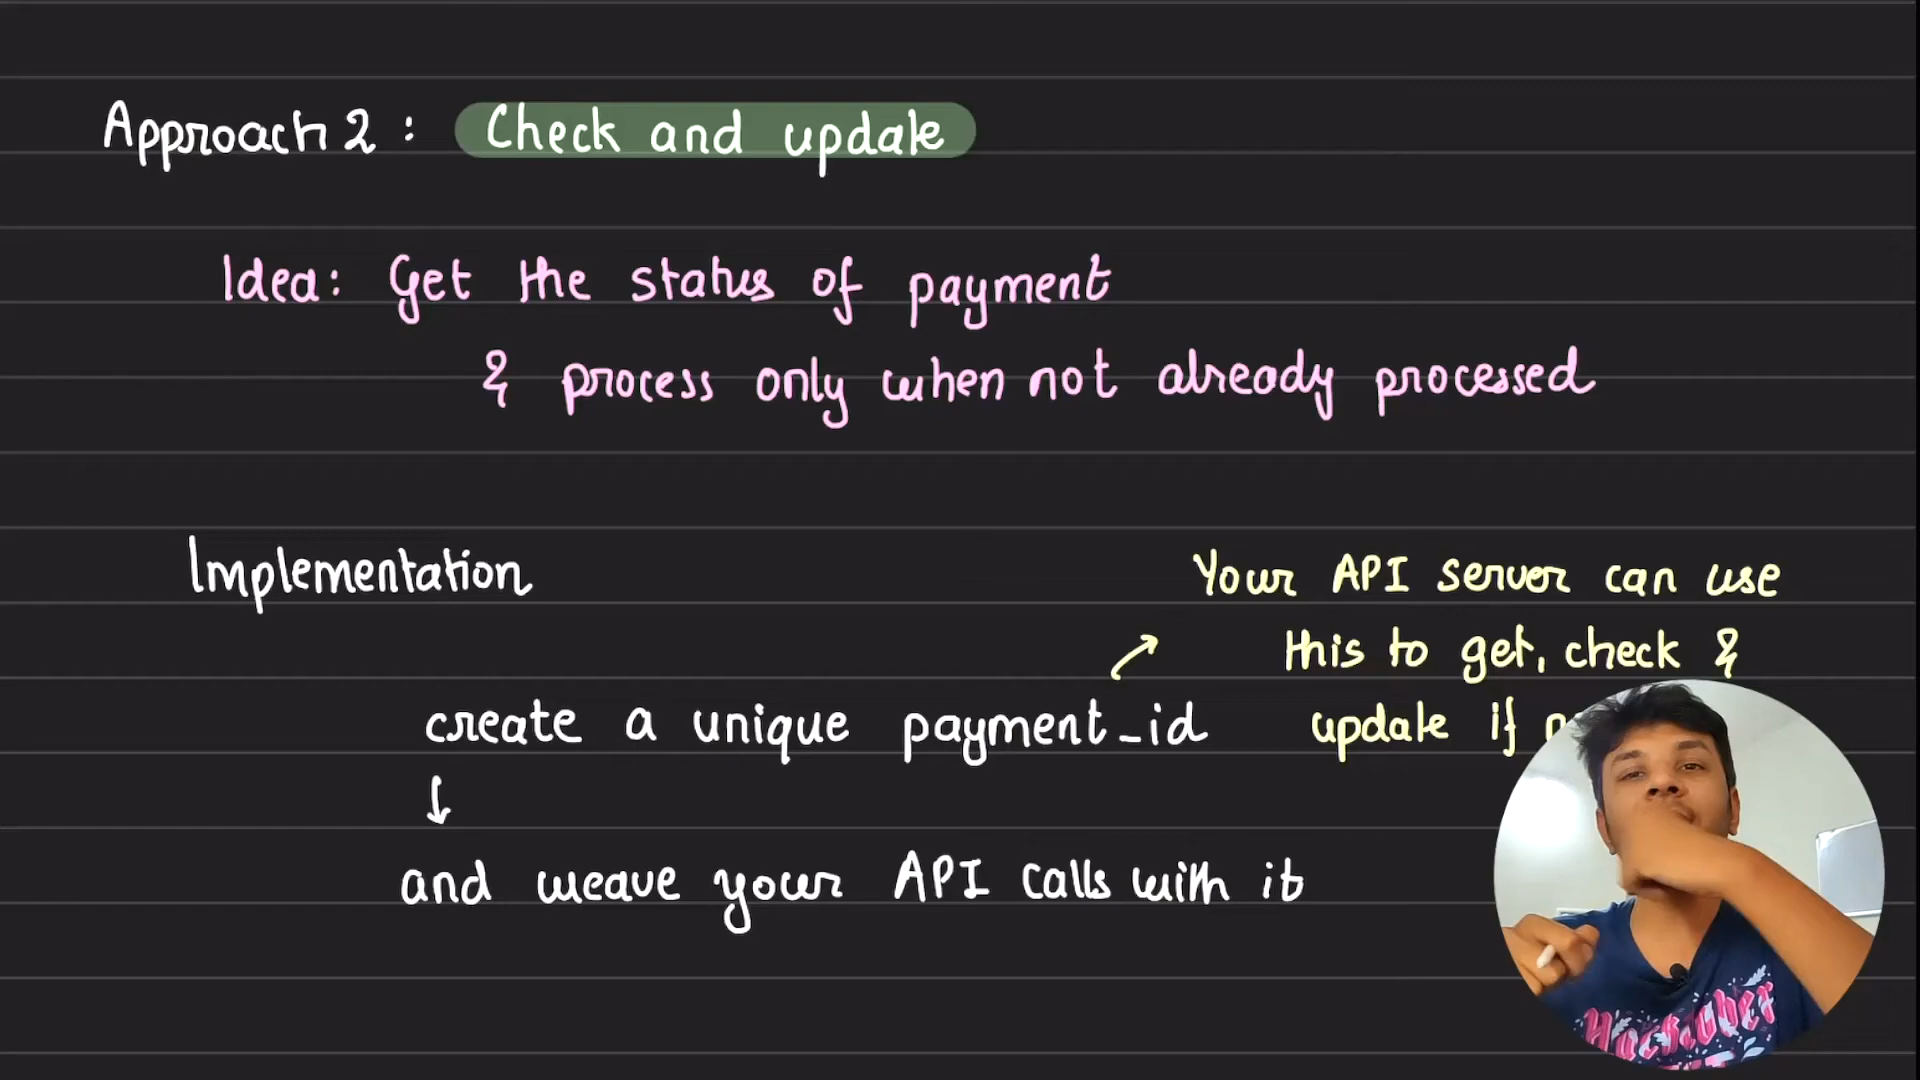 Approach 2 : Check and update
Idea: Get the status of payment
& process only when not already processed
Implementation
Your API server can use
this to get, check &
update if
create a unique payment_id
and weave your API calls with it
Hacktober